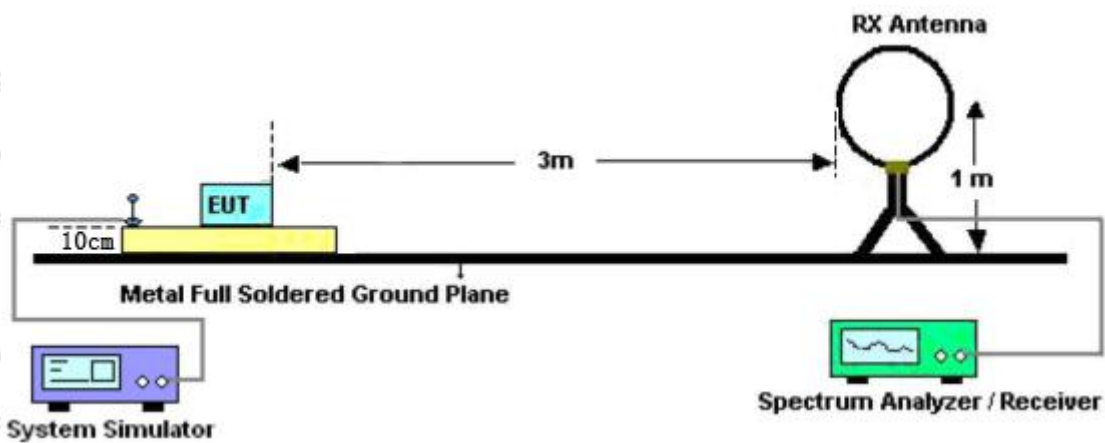 RX Antenna
3m
1 m
EUT
10cm
Metal Full Soldered Ground Plane
System Simulator
Spectrum Analyzer / Receiver